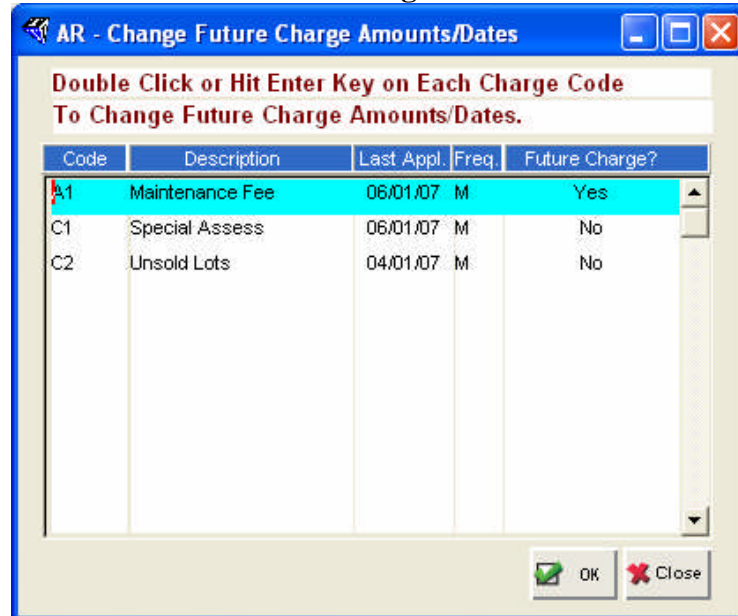 AR - Change Future Charge Amounts/Dates
Double Click or Hit Enter Key on Each Charge Code
To Change Future Charge Amounts/Dates.
Code Description Last Appl. Freq. Future Charge?
A1 Maintenance Fee 06/01/07 M Yes
C1 Special Assess 06/01/07 M No
C2 Unsold Lots 04/01/07 M No
OK Close